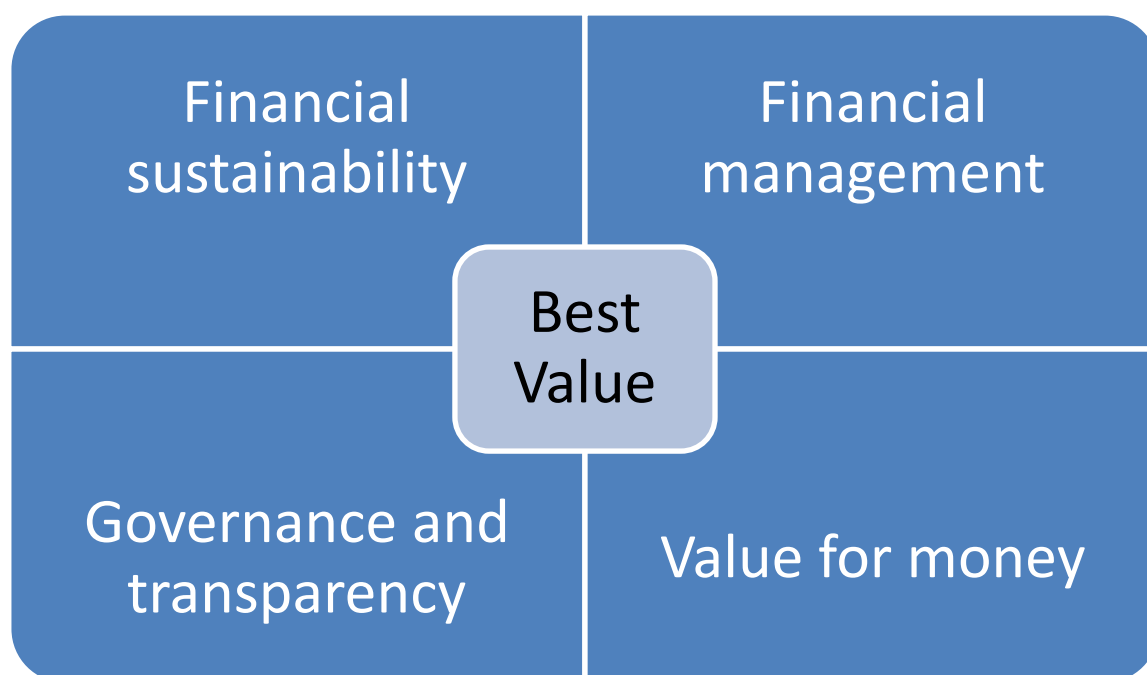 Financial
sustainability
Financial
management
Best
Value
Governance and
transparency
Value for money